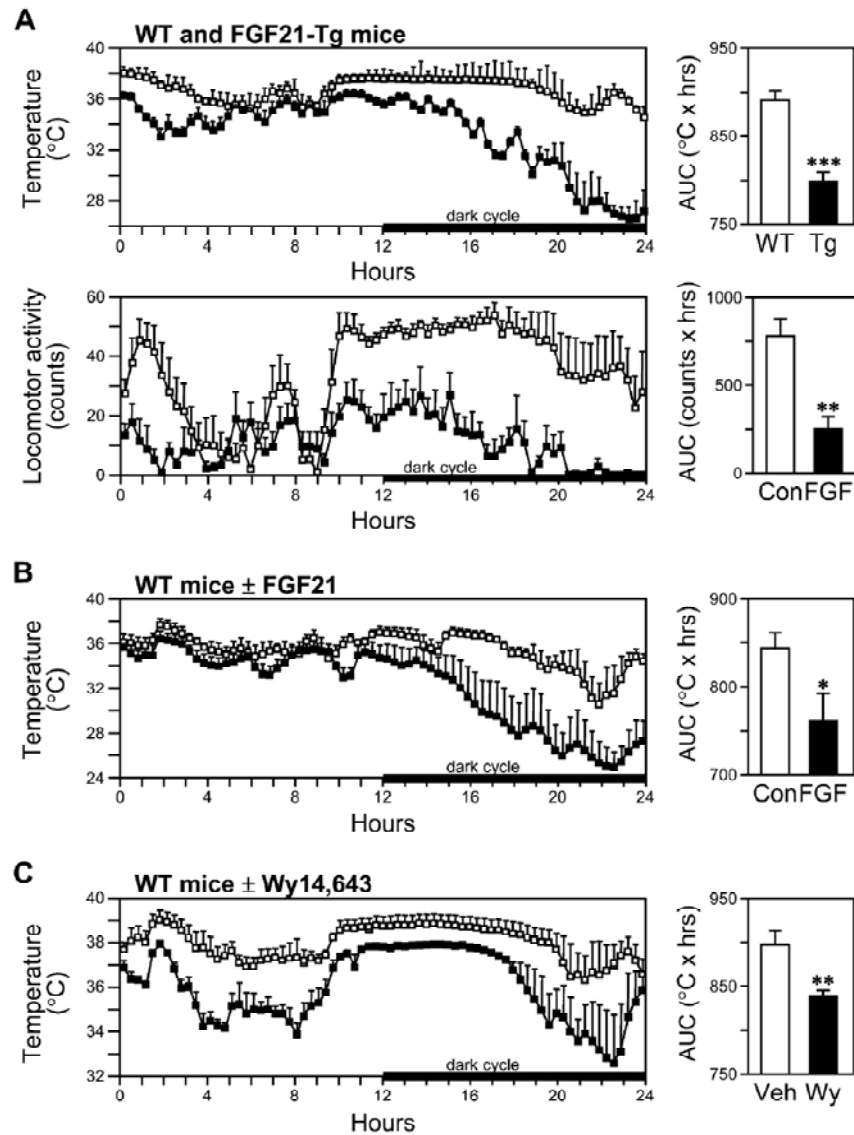 A
WT and FGF21-Tg mice
40
36
32
28
Temperature
(°C)
dark cycle
0 4 8 12 16 20 24
Hours
950
850
750
AUC (°C x hrs)
***
WT Tg
60
40
20
0
Locomotor activity
(counts)
dark cycle
0 4 8 12 16 20 24
Hours
1000
500
0
AUC (counts x hrs)
**
ConFGF
B
WT mice ± FGF21
40
36
32
28
24
Temperature
(°C)
dark cycle
0 4 8 12 16 20 24
Hours
900
800
700
AUC (°C x hrs)
*
ConFGF
C
WT mice ± Wy14,643
40
38
36
34
32
Temperature
(°C)
dark cycle
0 4 8 12 16 20 24
Hours
950
850
750
AUC (°C x hrs)
**
Veh Wy